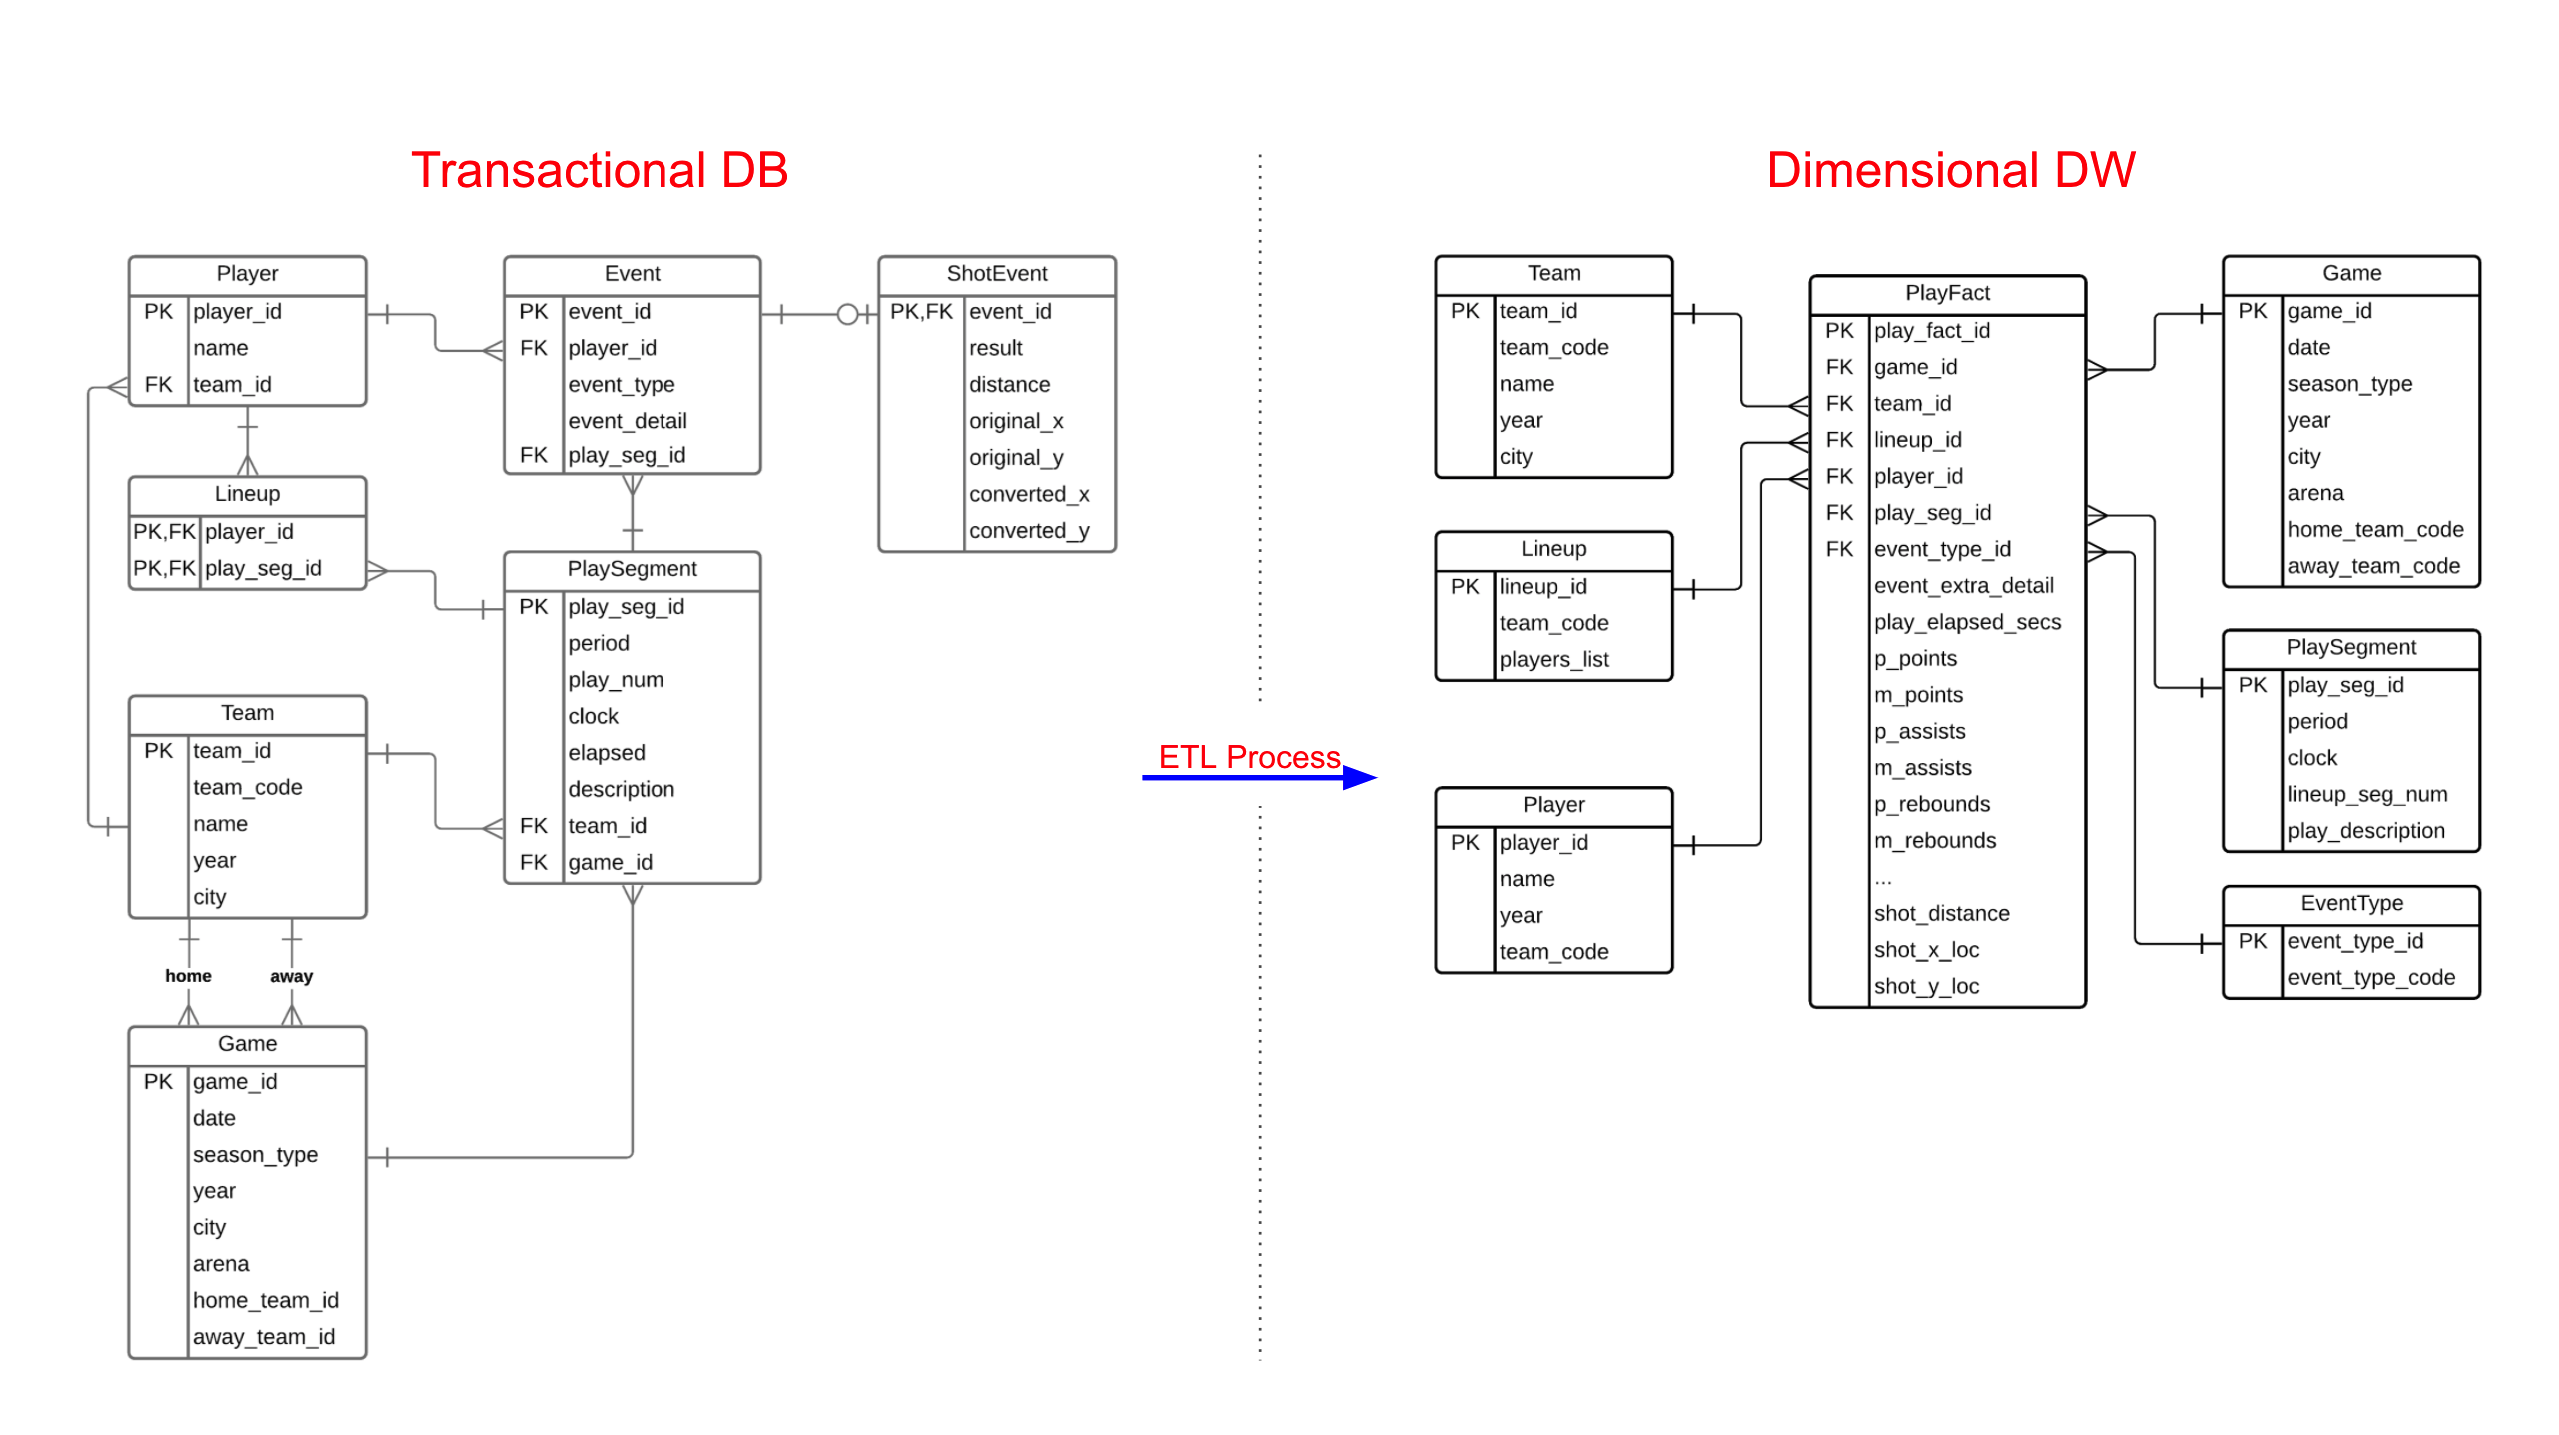 Transactional DB
Player
PK player_id
name
FK team_id
Event
PK event_id
FK player_id
event_type
event_detail
FK play_seg_id
ShotEvent
PK,FK event_id
result
distance
original_x
original_y
converted_x
converted_y
Lineup
PK,FK player_id
PK,FK play_seg_id
PlaySegment
PK play_seg_id
period
play_num
clock
elapsed
description
FK team_id
FK game_id
Team
PK team_id
team_code
name
year
city
home away
Game
PK game_id
date
season_type
year
city
arena
home_team_id
away_team_id
ETL Process
Dimensional DW
Team
PK team_id
team_code
name
year
city
Lineup
PK lineup_id
team_code
players_list
Player
PK player_id
name
year
team_code
PlayFact
PK play_fact_id
FK game_id
FK team_id
FK lineup_id
FK player_id
FK play_seg_id
FK event_type_id
event_extra_detail
play_elapsed_secs
p_points
m_points
p_assists
m_assists
p_rebounds
m_rebounds
...
shot_distance
shot_x_loc
shot_y_loc
Game
PK game_id
date
season_type
year
city
arena
home_team_code
away_team_code
PlaySegment
PK play_seg_id
period
clock
lineup_seg_num
play_description
EventType
PK event_type_id
event_type_code